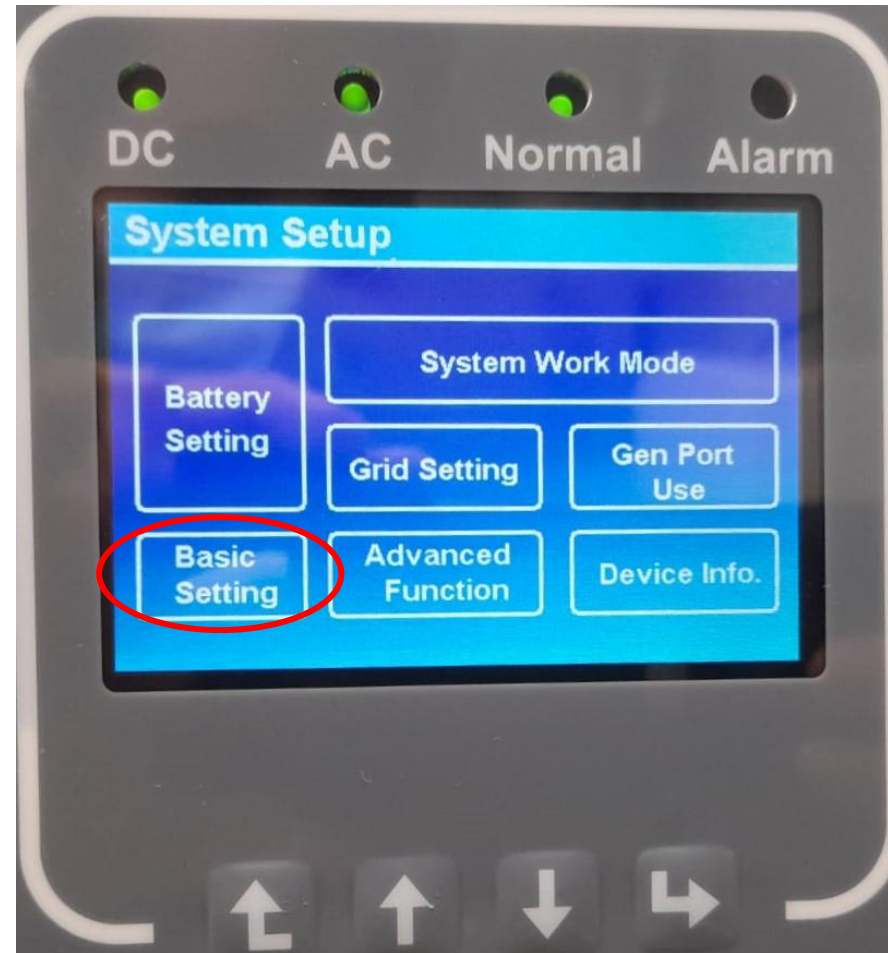 DC AC Normal Alarm
System Setup
Battery
Setting
System Work Mode
Grid Setting
Gen Port
Use
Basic
Setting
Advanced
Function
Device Info.